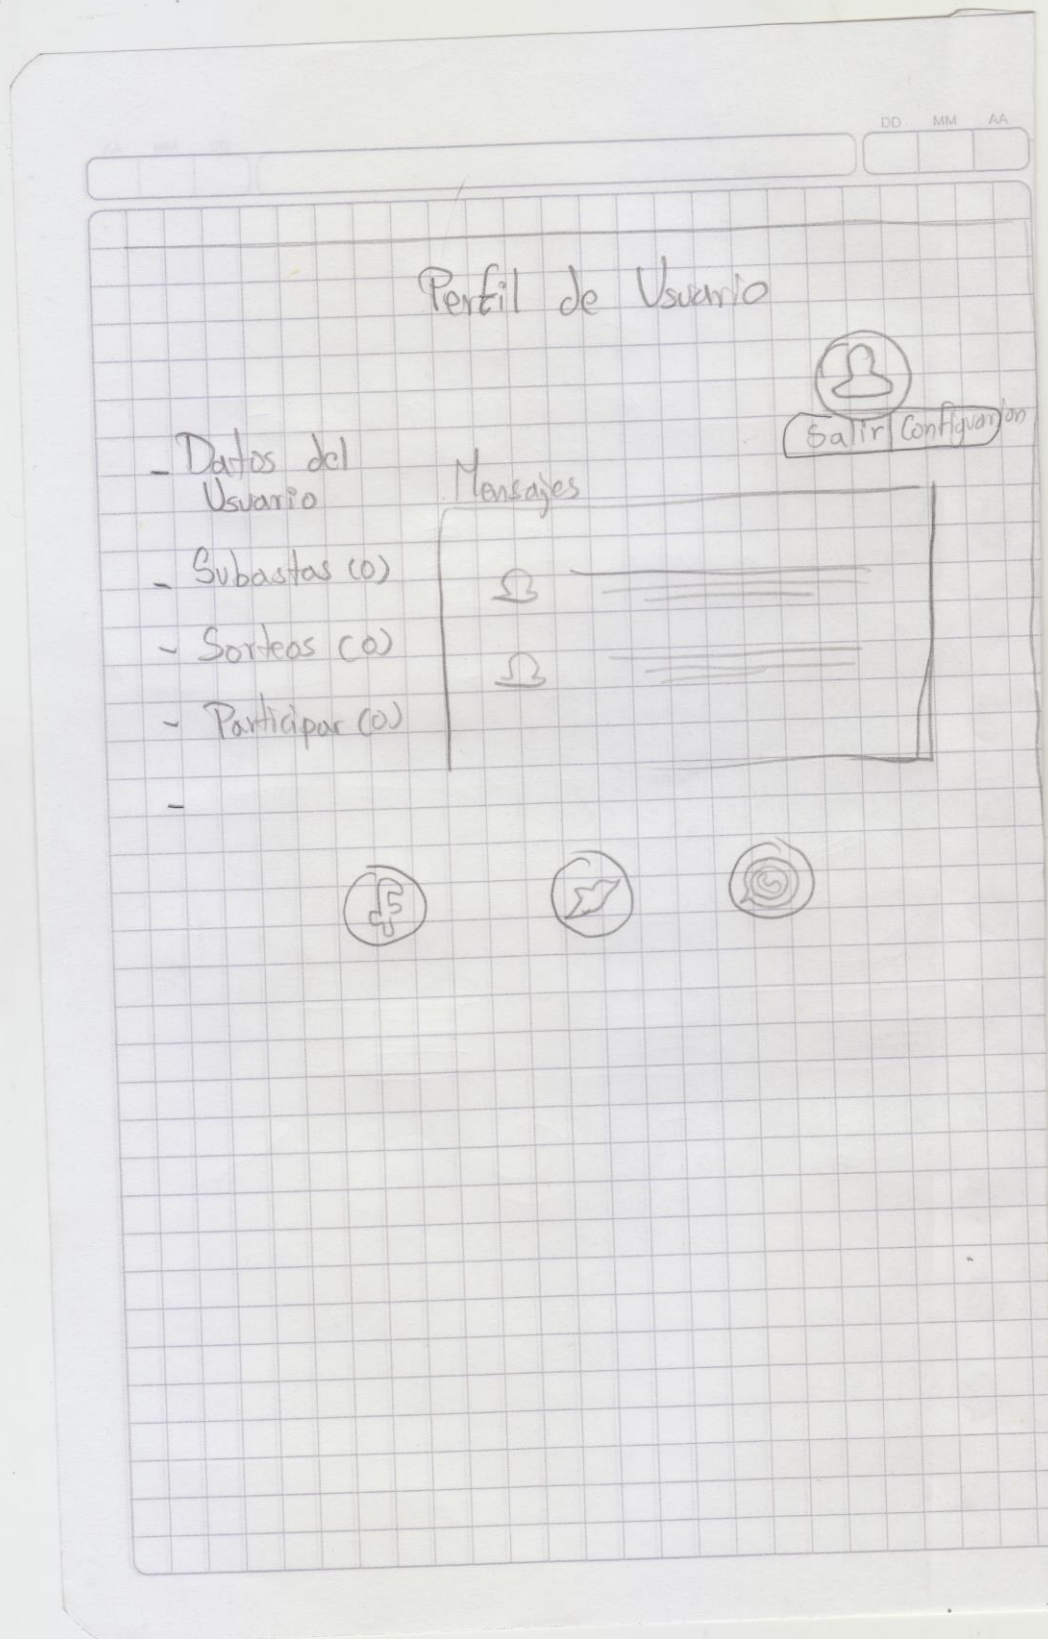 DD MM AA
Perfil de Usuario
Salir Configuración
- Datos del
Usuario
Mensajes
- Subastas (0)
- Sorteos (0)
- Participar (0)
-